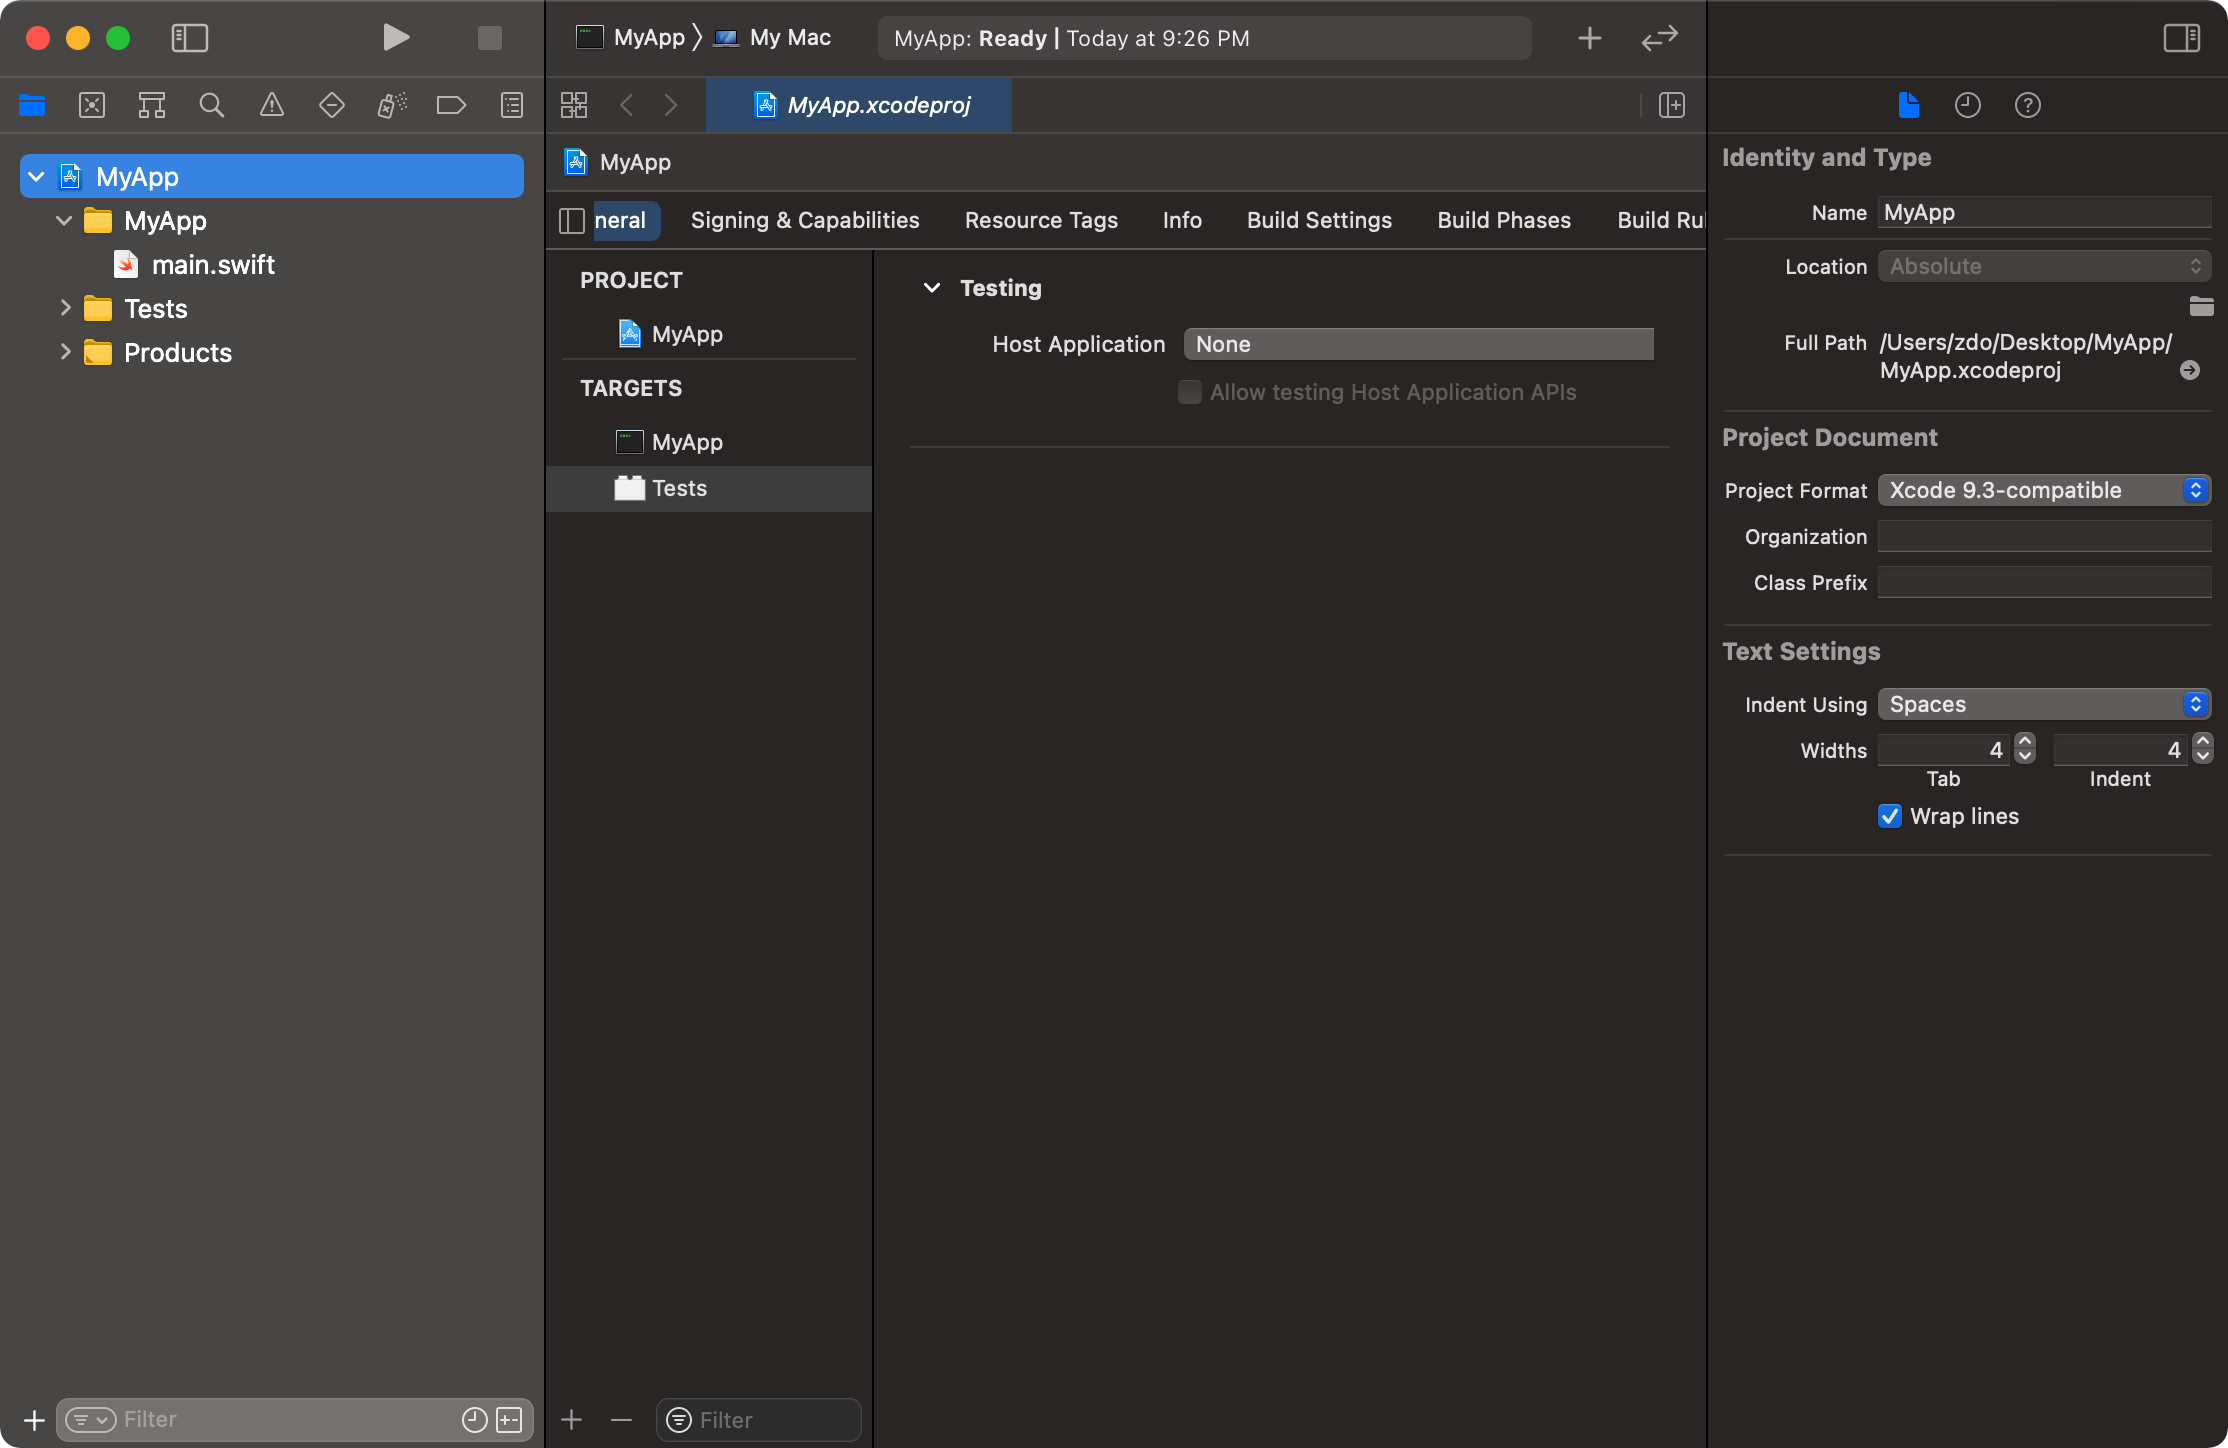 MyApp
My Mac
MyApp: Ready | Today at 9:26 PM
MyApp.xcodeproj
MyApp
MyApp
main.swift
Tests
Products
Filter
MyApp
neral
Signing & Capabilities
Resource Tags
Info
Build Settings
Build Phases
Build Ru
PROJECT
MyApp
TARGETS
MyApp
Tests
Filter
Testing
Host Application
None
Allow testing Host Application APIs
Identity and Type
Name MyApp
Location Absolute
Full Path /Users/zdo/Desktop/MyApp/
MyApp.xcodeproj
Project Document
Project Format Xcode 9.3-compatible
Organization
Class Prefix
Text Settings
Indent Using Spaces
Widths 4 4
Tab Indent
Wrap lines